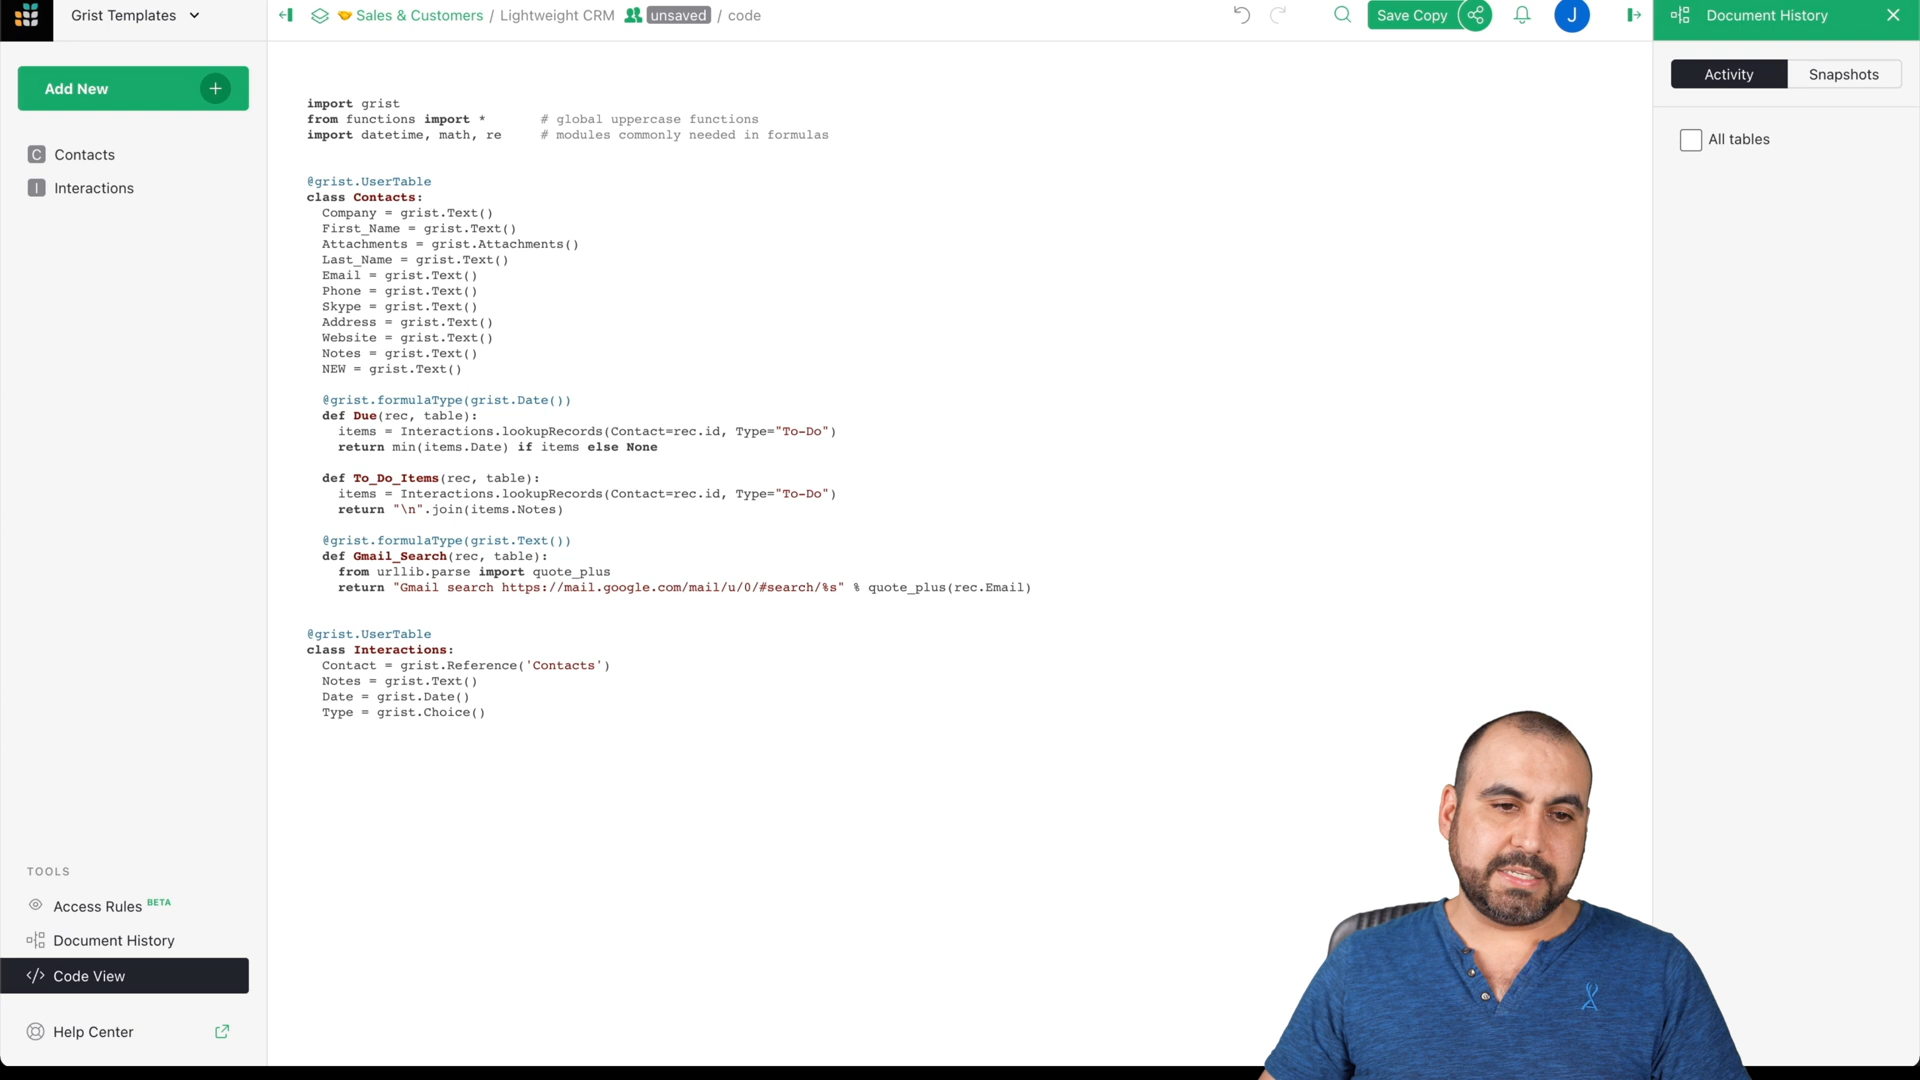 Grist Templates
Sales & Customers / Lightweight CRM unsaved / code
Save Copy
J
Document History
Add New
Activity
Snapshots
All tables
C Contacts
I Interactions
import grist
from functions import * # global uppercase functions
import datetime, math, re # modules commonly needed in formulas
@grist.UserTable
class Contacts:
Company = grist.Text()
First_Name = grist.Text()
Attachments = grist.Attachments()
Last_Name = grist.Text()
Email = grist.Text()
Phone = grist.Text()
Skype = grist.Text()
Address = grist.Text()
Website = grist.Text()
Notes = grist.Text()
NEW = grist.Text()
@grist.formulaType(grist.Date())
def Due(rec, table):
items = Interactions.lookupRecords(Contact=rec.id, Type="To-Do")
return min(items.Date) if items else None
def To_Do_Items(rec, table):
items = Interactions.lookupRecords(Contact=rec.id, Type="To-Do")
return "\n".join(items.Notes)
@grist.formulaType(grist.Text())
def Gmail_Search(rec, table):
from urllib.parse import quote_plus
return "Gmail search https://mail.google.com/mail/u/0/#search/%s" % quote_plus(rec.Email)
@grist.UserTable
class Interactions:
Contact = grist.Reference('Contacts')
Notes = grist.Text()
Date = grist.Date()
Type = grist.Choice()
TOOLS
Access Rules BETA
Document History
</> Code View
Help Center